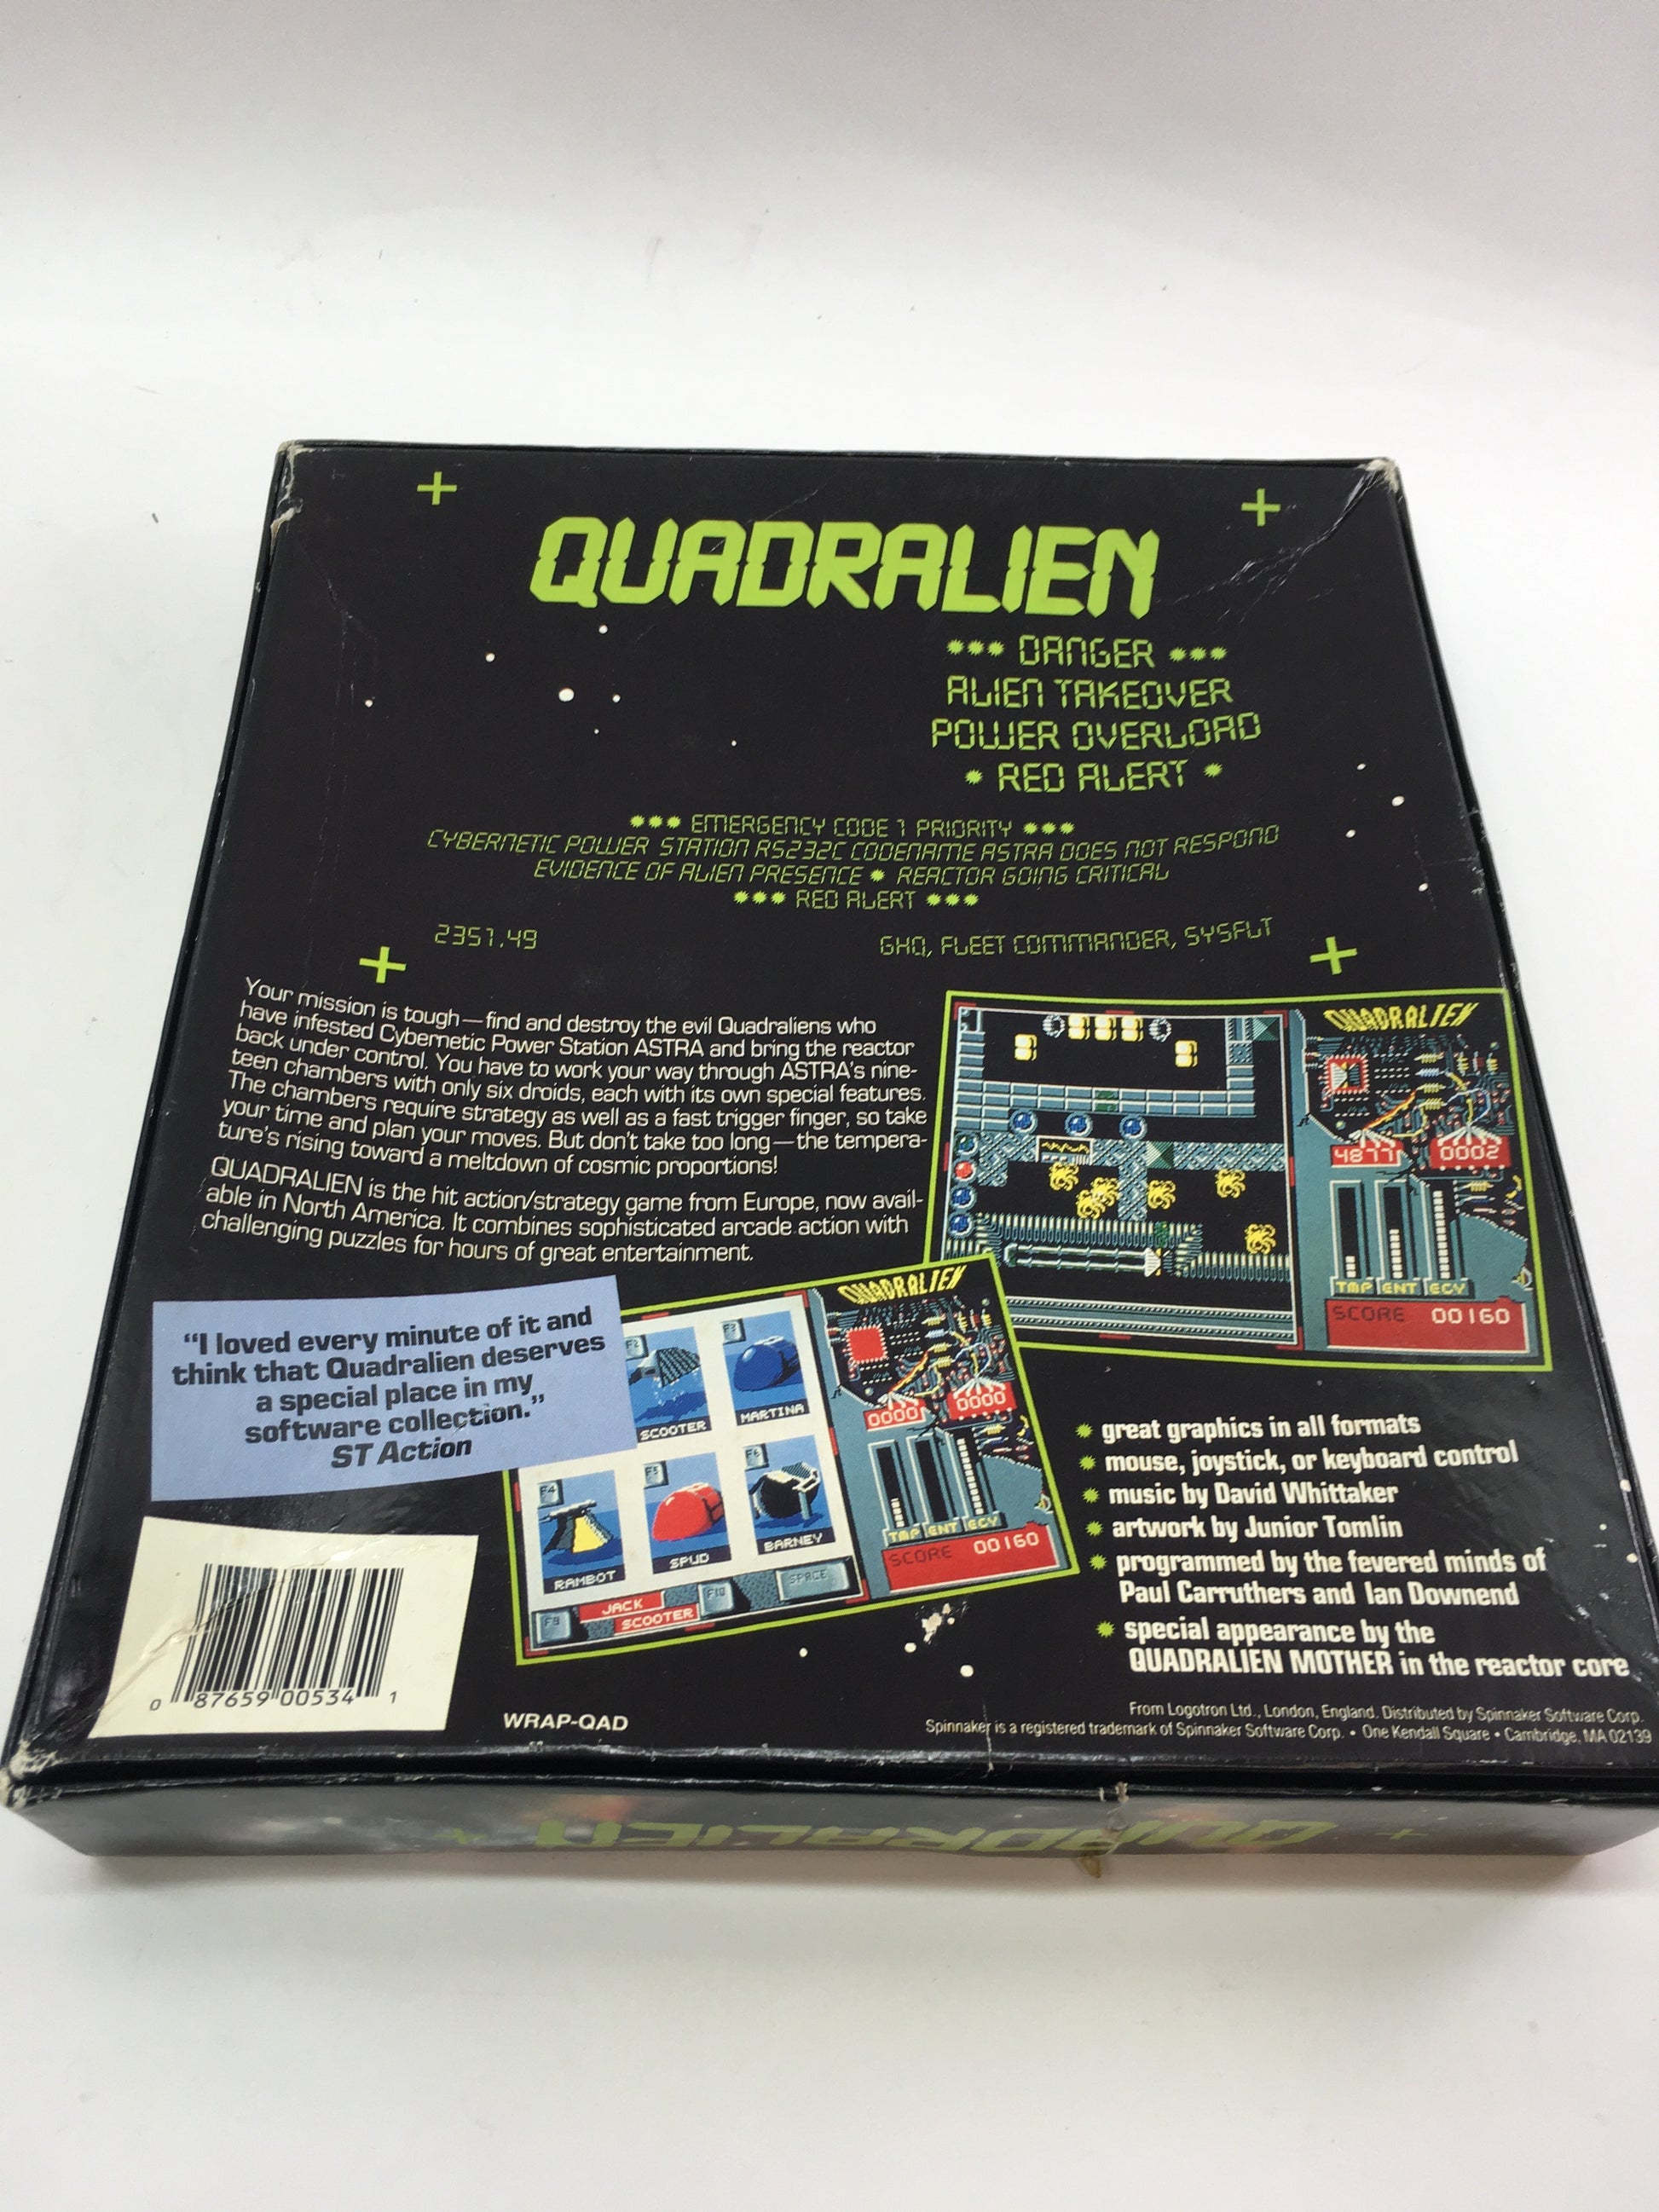 QUADRALIEN
*** DANGER ***
ALIEN TAKEOVER
POWER OVERLOAD
* RED ALERT *
*** EMERGENCY CODE 1 PRIORITY ***
CYBERNETIC POWER STATION RS232C CODENAME ASTRA DOES NOT RESPOND
EVIDENCE OF ALIEN PRESENCE * REACTOR GOING CRITICAL
*** RED ALERT ***
2351.49
GHQ, FLEET COMMANDER, SYSFLT
Your mission is tough—find and destroy the evil Quadraliens who
have infested Cybernetic Power Station ASTRA and bring the reactor
back under control. You have to work your way through ASTRA's nine-
teen chambers with only six droids, each with its own special features.
The chambers require strategy as well as a fast trigger finger, so take
your time and plan your moves. But don't take too long—the tempera-
ture's rising toward a meltdown of cosmic proportions!
QUADRALIEN is the hit action/strategy game from Europe, now avail-
able in North America. It combines sophisticated arcade action with
challenging puzzles for hours of great entertainment.
QUADRALIEN
4877
0002
TMP ENT EGY
SCORE 00160
"I loved every minute of it and
think that Quadralien deserves
a special place in my
software collection."
ST Action
QUADRALIEN
F2
SCOOTER
F3
MARTINA
0000
0000
F4
RAMBOT
F5
SPUD
F6
BARNEY
TMP ENT EGY
SCORE 00160
F9
JACK
SCOOTER
F10
SPACE
* great graphics in all formats
* mouse, joystick, or keyboard control
* music by David Whittaker
* artwork by Junior Tomlin
* programmed by the fevered minds of
Paul Carruthers and Ian Downend
* special appearance by the
QUADRALIEN MOTHER in the reactor core
0 87659 00534 1
WRAP-QAD
From Logotron Ltd., London, England. Distributed by Spinnaker Software Corp.
Spinnaker is a registered trademark of Spinnaker Software Corp. • One Kendall Square • Cambridge, MA 02139
QUADRALIEN